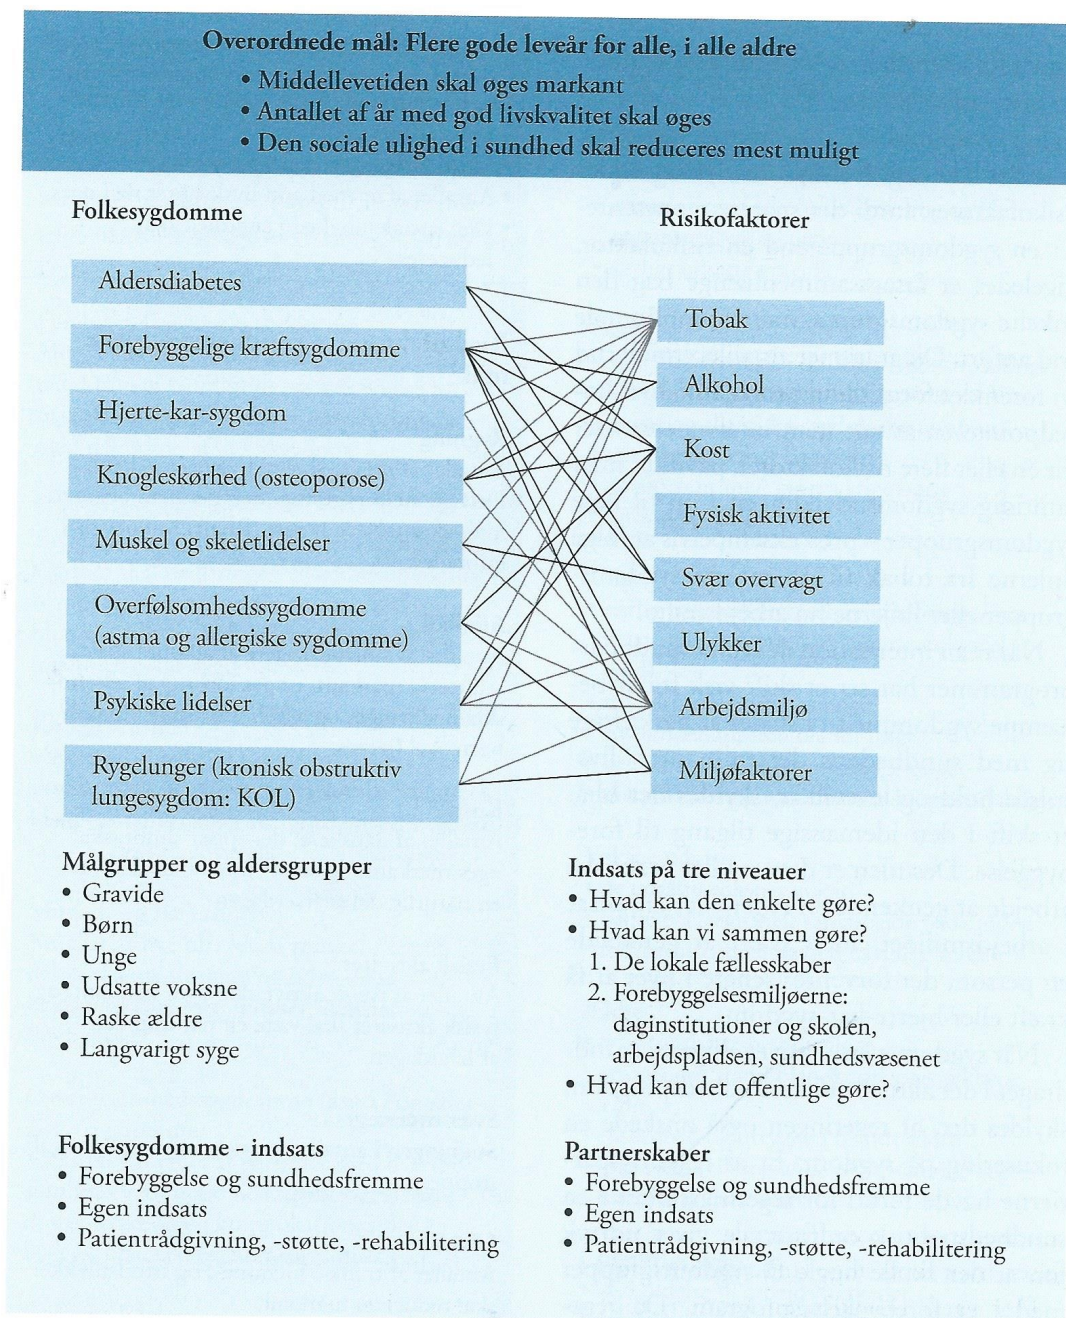 Overordnede mål: Flere gode leveår for alle, i alle aldre
• Middellevetiden skal øges markant
• Antallet af år med god livskvalitet skal øges
• Den sociale ulighed i sundhed skal reduceres mest muligt
Folkesygdomme
Aldersdiabetes
Forebyggelige kræftsygdomme
Hjerte-kar-sygdom
Knogleskørhed (osteoporose)
Muskel og skeletlidelser
Overfølsomhedssygdomme
(astma og allergiske sygdomme)
Psykiske lidelser
Rygelunger (kronisk obstruktiv
lungesygdom: KOL)
Risikofaktorer
Tobak
Alkohol
Kost
Fysisk aktivitet
Svær overvægt
Ulykker
Arbejdsmiljø
Miljøfaktorer
Målgrupper og aldersgrupper
• Gravide
• Børn
• Unge
• Udsatte voksne
• Raske ældre
• Langvarigt syge
Indsats på tre niveauer
• Hvad kan den enkelte gøre?
• Hvad kan vi sammen gøre?
1. De lokale fællesskaber
2. Forebyggelsesmiljøerne:
daginstitutioner og skolen,
arbejdspladsen, sundhedsvæsenet
• Hvad kan det offentlige gøre?
Folkesygdomme - indsats
• Forebyggelse og sundhedsfremme
• Egen indsats
• Patientrådgivning, -støtte, -rehabilitering
Partnerskaber
• Forebyggelse og sundhedsfremme
• Egen indsats
• Patientrådgivning, -støtte, -rehabilitering